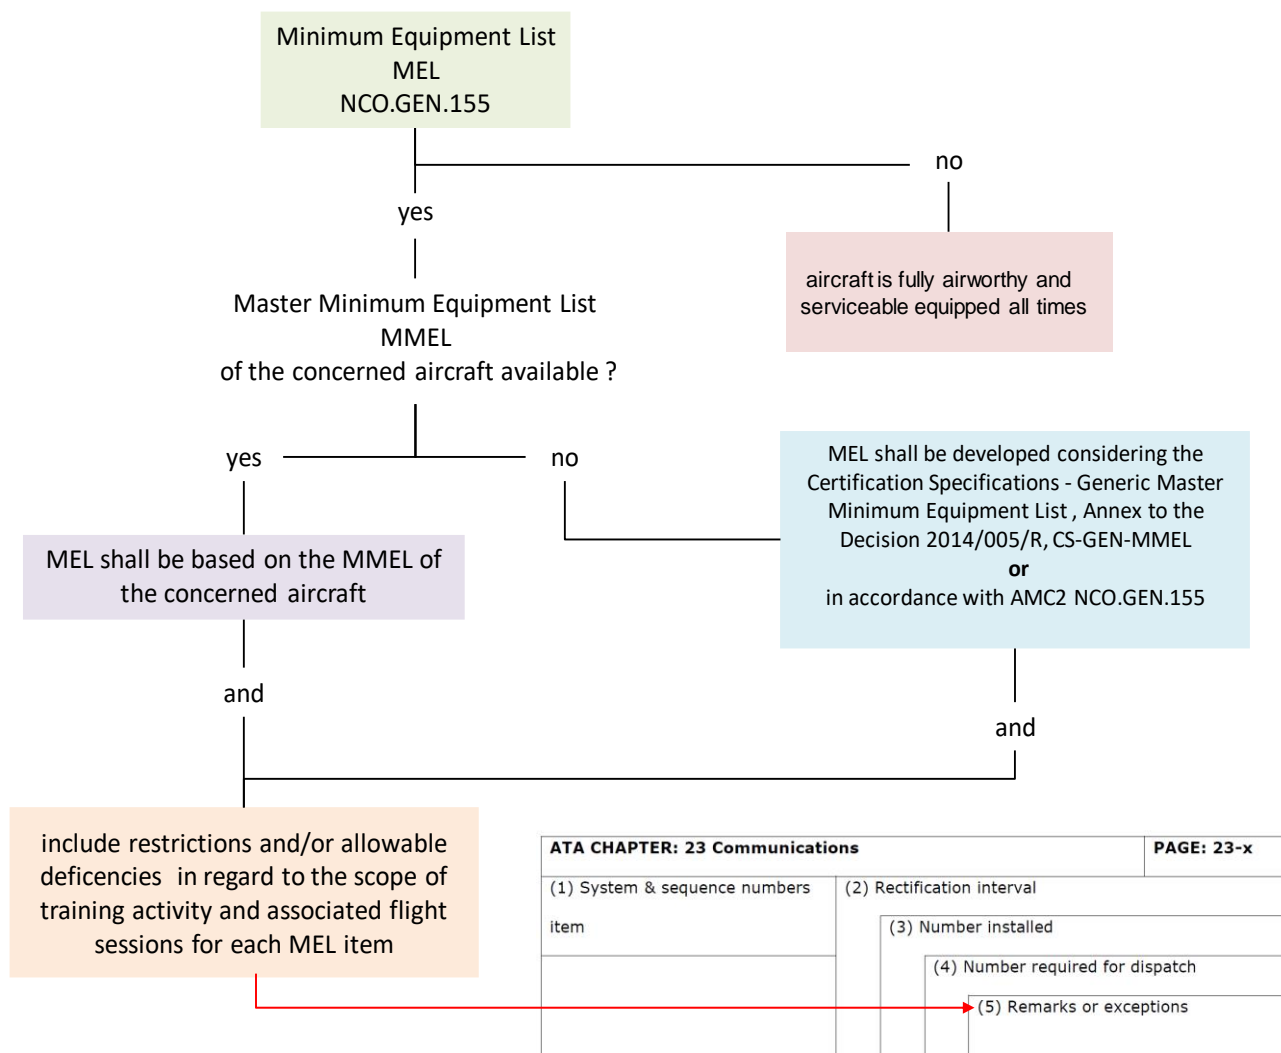 Minimum Equipment List
MEL
NCO.GEN.155
no
yes
aircraft is fully airworthy and
serviceable equipped all times
Master Minimum Equipment List
MMEL
of the concerned aircraft available ?
yes
no
MEL shall be developed considering the
Certification Specifications - Generic Master
Minimum Equipment List , Annex to the
Decision 2014/005/R, CS-GEN-MMEL
or
in accordance with AMC2 NCO.GEN.155
MEL shall be based on the MMEL of
the concerned aircraft
and
and
include restrictions and/or allowable
deficencies in regard to the scope of
training activity and associated flight
sessions for each MEL item
ATA CHAPTER: 23 Communications
PAGE: 23-x
(1) System & sequence numbers
item
(2) Rectification interval
(3) Number installed
(4) Number required for dispatch
(5) Remarks or exceptions